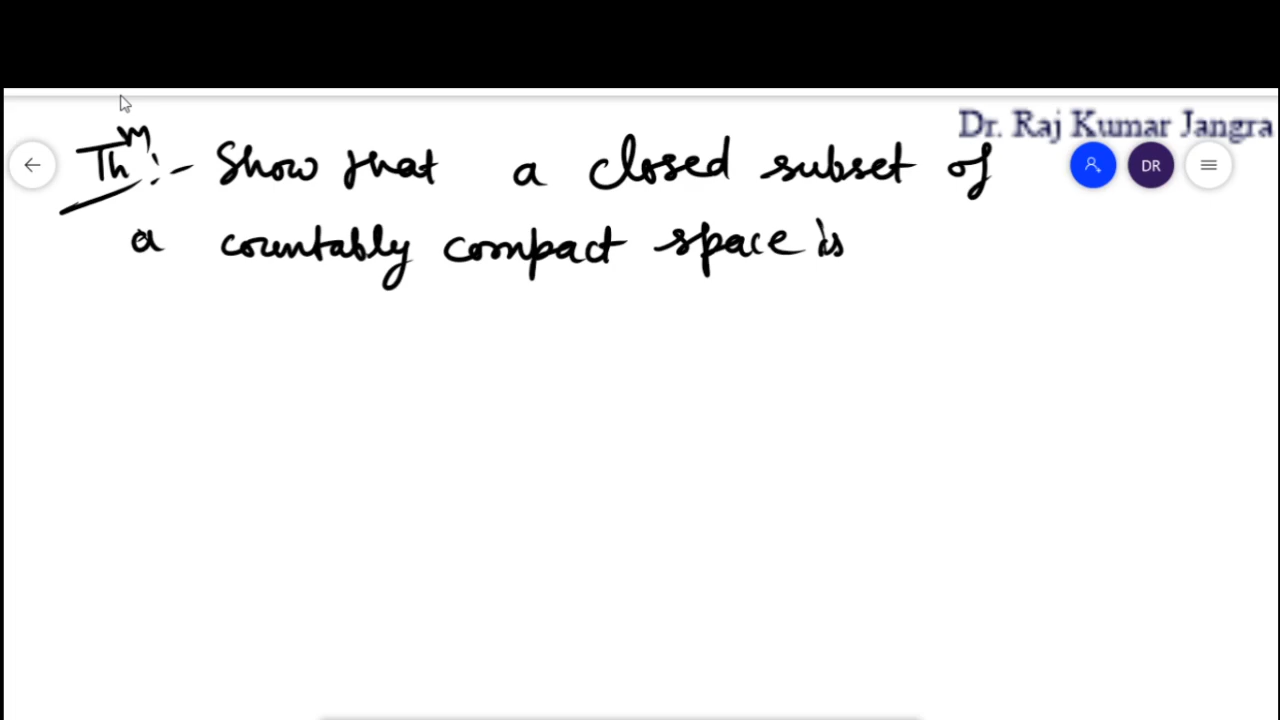 Dr. Raj Kumar Jangra
Thm:- Show that a closed subset of
DR
a countably compact space is